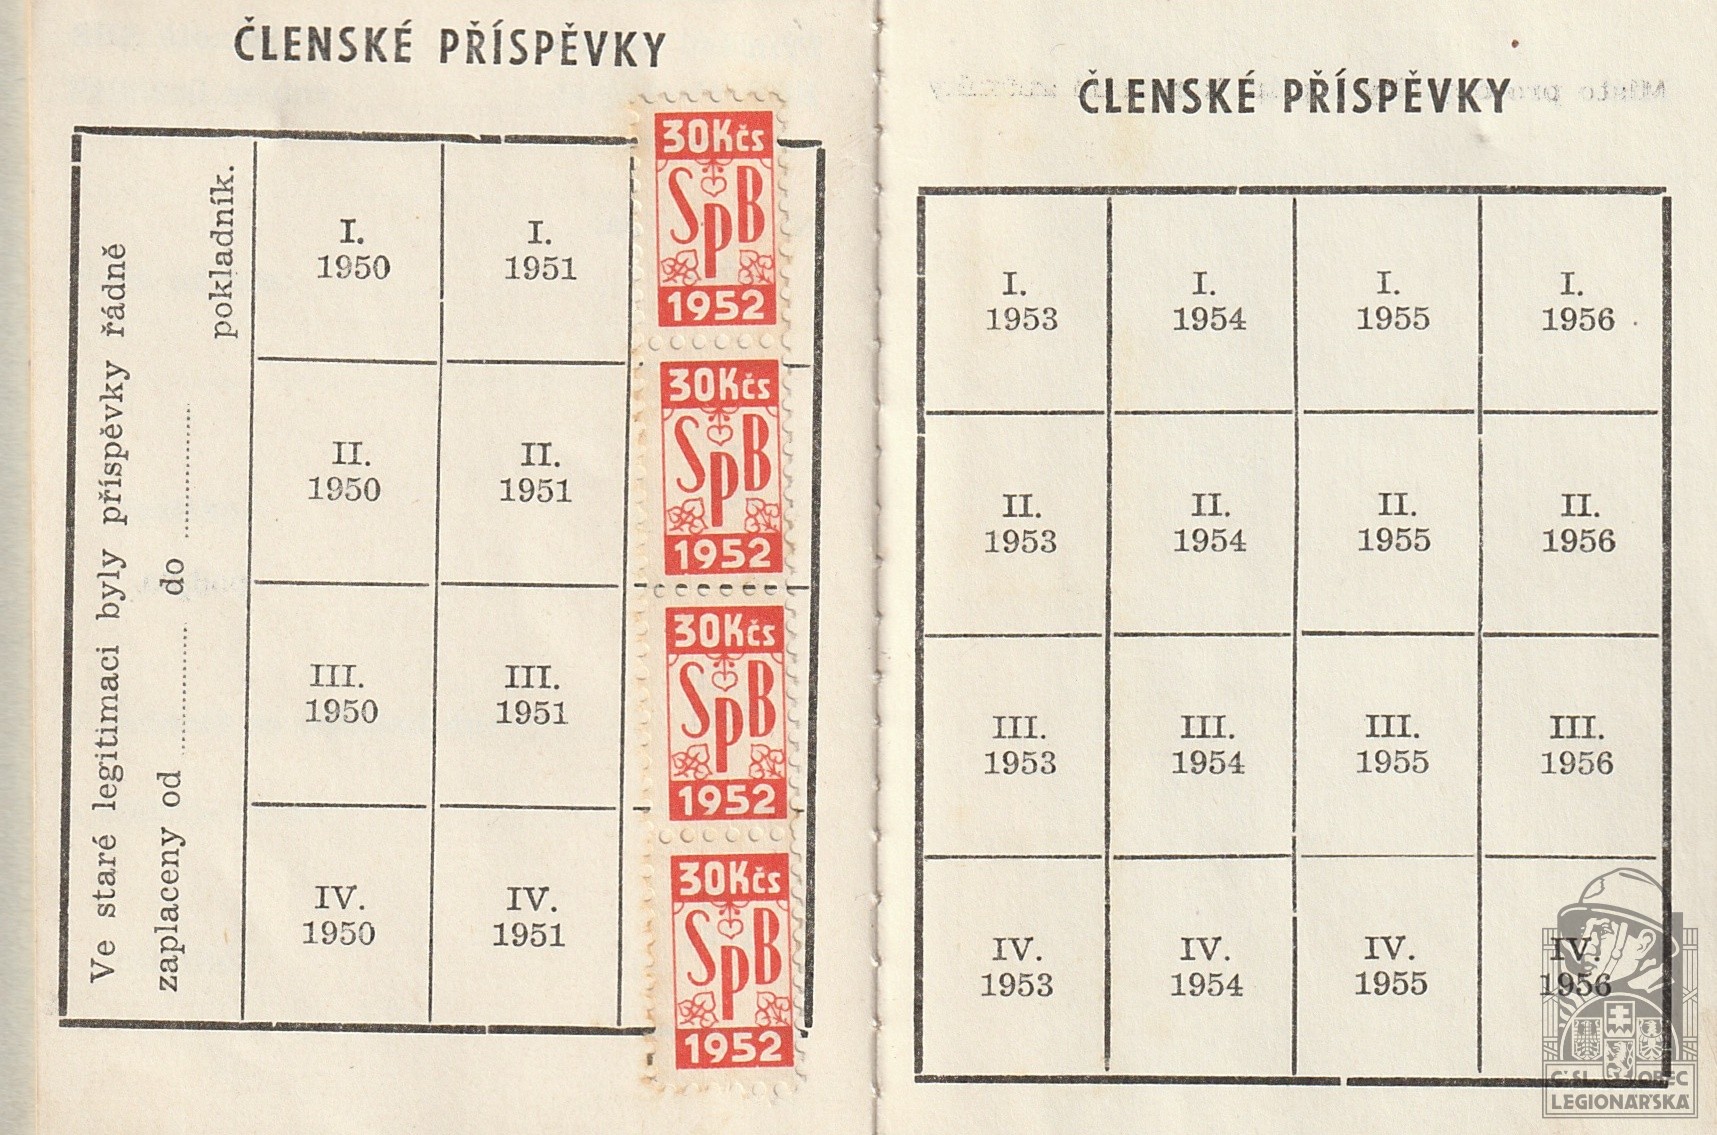 ČLENSKÉ PŘÍSPĚVKY
Ve staré legitimaci byly příspěvky řádně
zaplaceny od .......... do ..........
pokladník.
I.
1950
I.
1951
30Kčs
SpB
1952
II.
1950
II.
1951
30Kčs
SpB
1952
III.
1950
III.
1951
30Kčs
SpB
1952
IV.
1950
IV.
1951
30Kčs
SpB
1952
ČLENSKÉ PŘÍSPĚVKY
I.
1953
I.
1954
I.
1955
I.
1956
II.
1953
II.
1954
II.
1955
II.
1956
III.
1953
III.
1954
III.
1955
III.
1956
IV.
1953
IV.
1954
IV.
1955
IV.
1956
Č SL. OBEC
LEGIONÁŘSKÁ